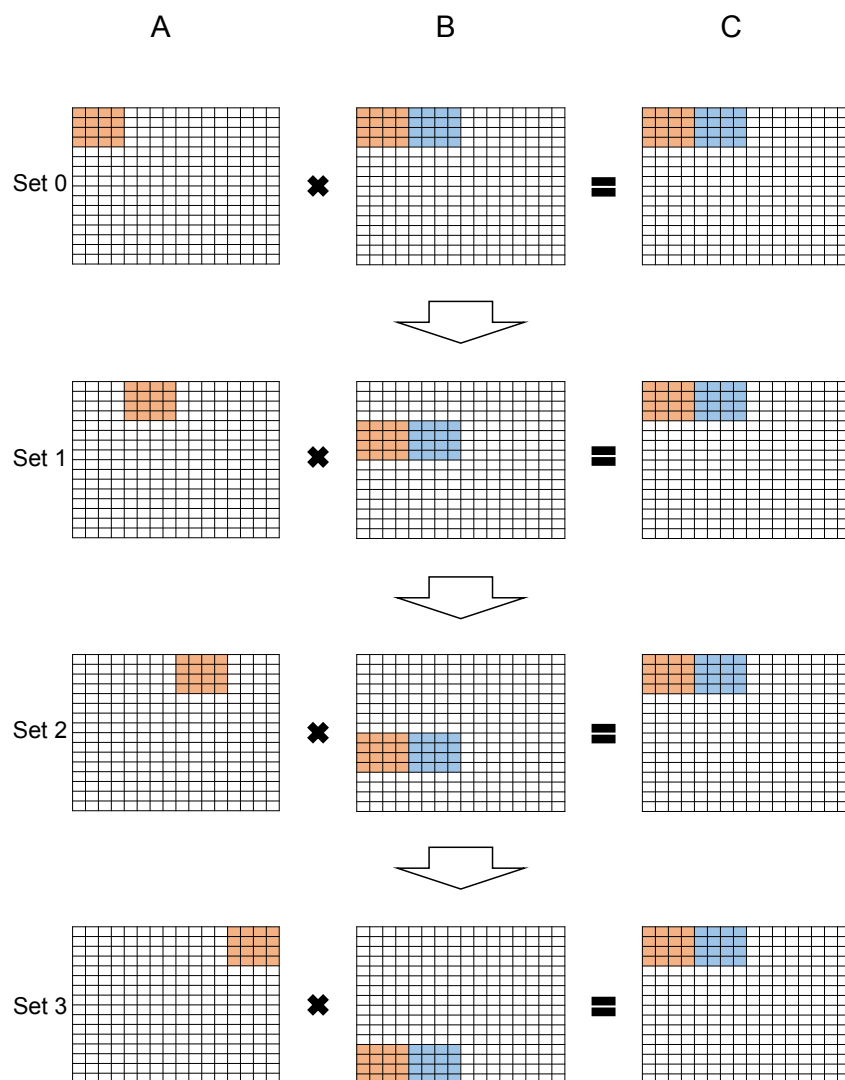 A B C
Set 0 ✖ =
Set 1 ✖ =
Set 2 ✖ =
Set 3 ✖ =